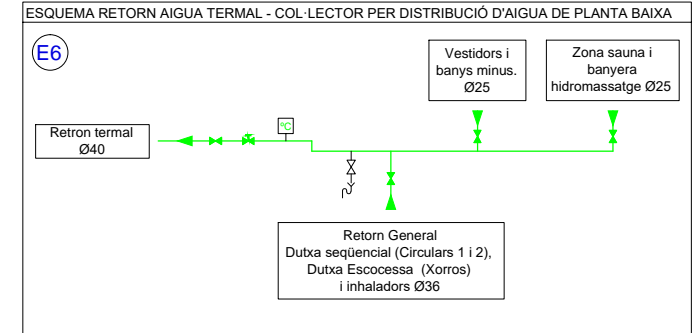 ESQUEMA RETORN AIGUA TERMAL - COL·LECTOR PER DISTRIBUCIÓ D'AIGUA DE PLANTA BAIXA
E6
Vestidors i
banys minus.
Ø25
Zona sauna i
banyera
hidromassatge Ø25
Retron termal
Ø40
ºC
Retorn General
Dutxa seqüencial (Circulars 1 i 2),
Dutxa Escocessa (Xorros)
i inhaladors Ø36